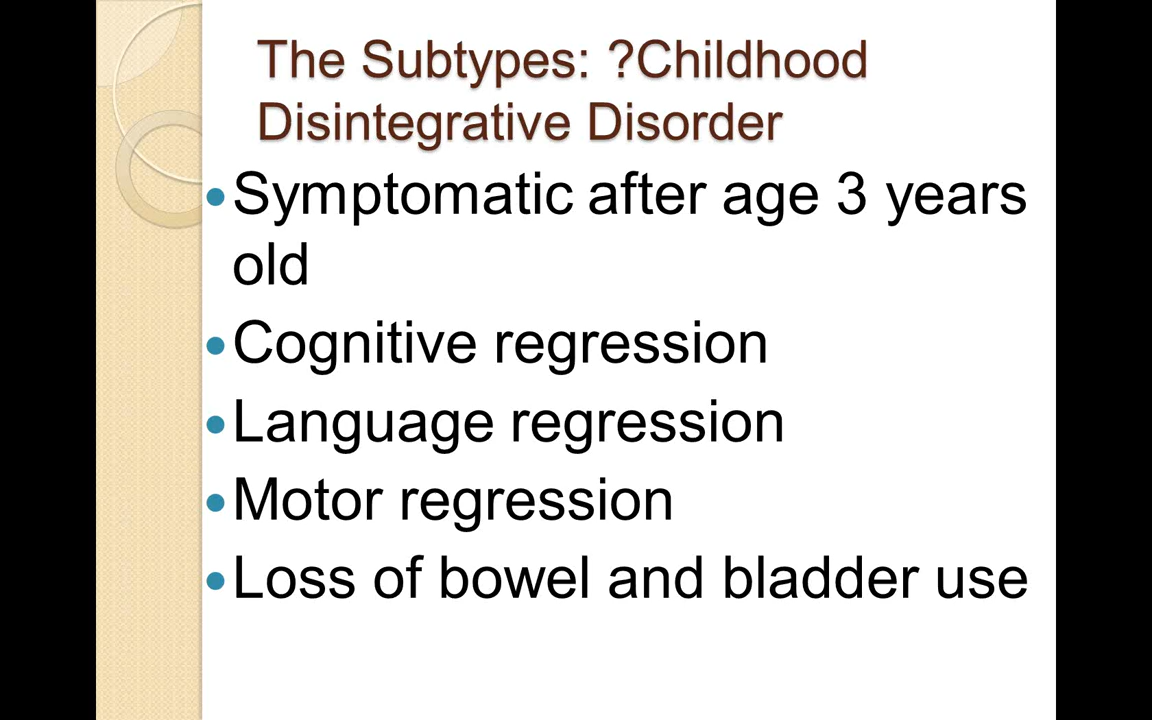 The Subtypes: ?Childhood
Disintegrative Disorder
• Symptomatic after age 3 years
old
• Cognitive regression
• Language regression
• Motor regression
• Loss of bowel and bladder use